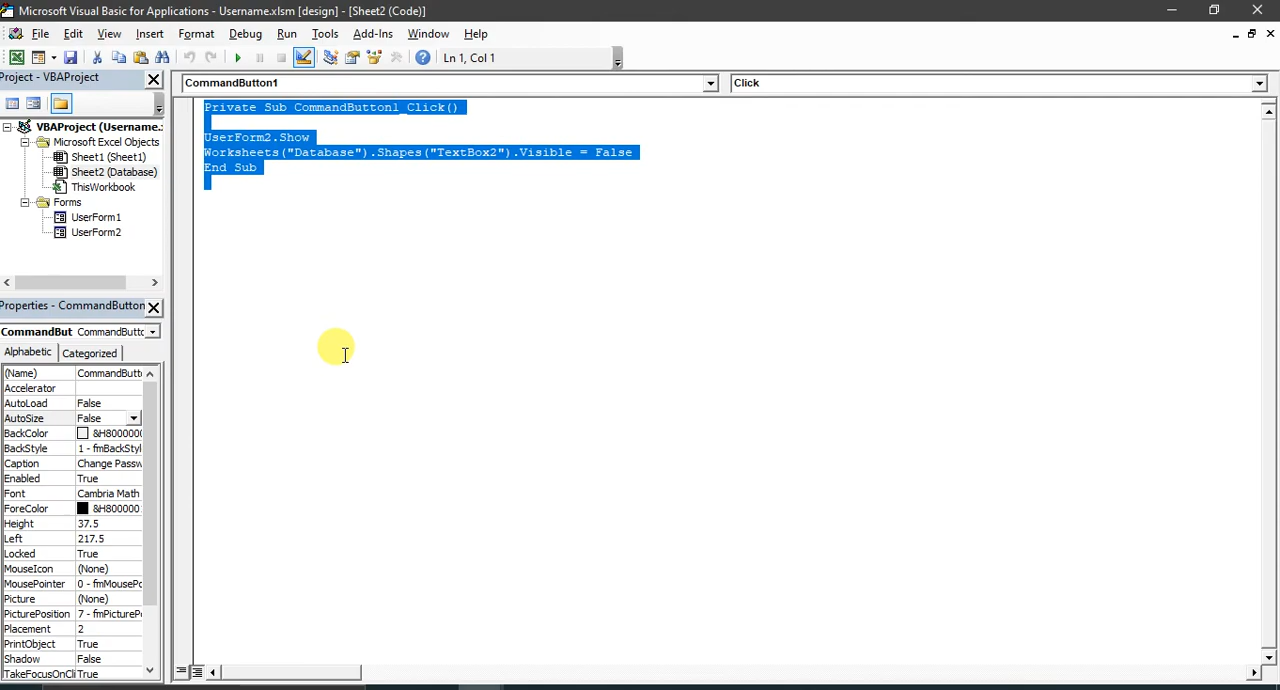 Microsoft Visual Basic for Applications - Username.xlsm [design] - [Sheet2 (Code)]
File Edit View Insert Format Debug Run Tools Add-Ins Window Help
Ln 1, Col 1
Project - VBAProject
CommandButton1
Click
VBAProject (Username.
Microsoft Excel Objects
Sheet1 (Sheet1)
Sheet2 (Database)
ThisWorkbook
Forms
UserForm1
UserForm2
Private Sub CommandButton1_Click()
UserForm2.Show
Worksheets("Database").Shapes("TextBox2").Visible = False
End Sub
Properties - CommandButton
CommandBut CommandButtc
Alphabetic Categorized
(Name) CommandButt
Accelerator
AutoLoad False
AutoSize False
BackColor &H8000000
BackStyle 1 - fmBackStyl
Caption Change Passw
Enabled True
Font Cambria Math
ForeColor &H800001
Height 37.5
Left 217.5
Locked True
MouseIcon (None)
MousePointer 0 - fmMousePo
Picture (None)
PicturePosition 7 - fmPicturePo
Placement 2
PrintObject True
Shadow False
TakeFocusOnCli True